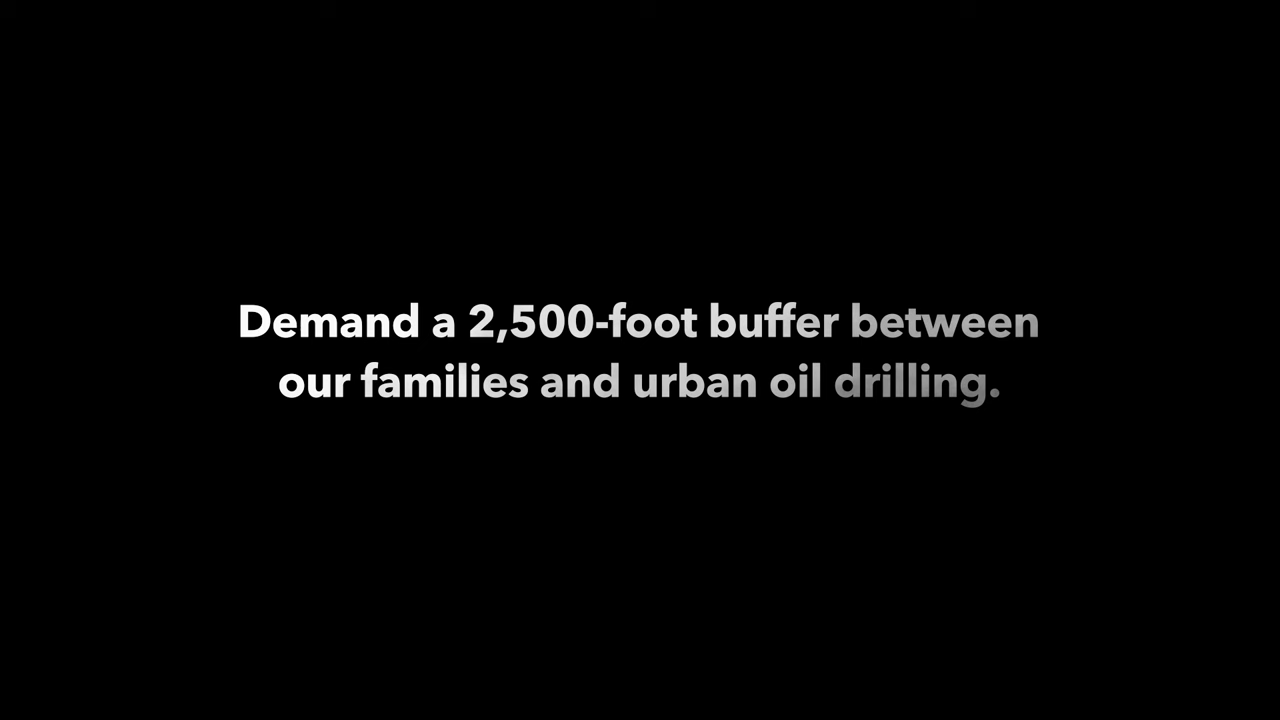 Demand a 2,500-foot buffer between
our families and urban oil drilling.